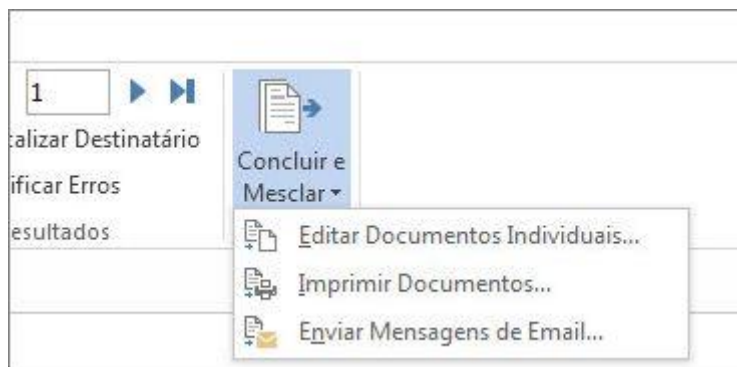 1
alizar Destinatário
ificar Erros
esultados
Concluir e
Mesclar
Editar Documentos Individuais...
Imprimir Documentos...
Enviar Mensagens de Email...